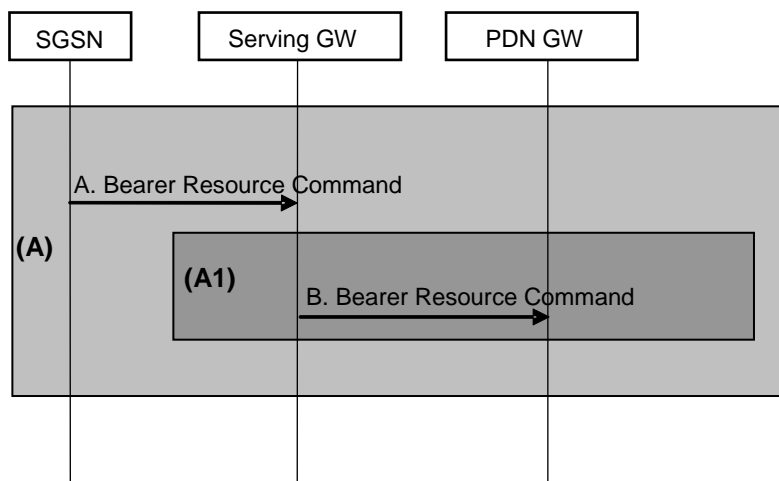 SGSN
Serving GW
PDN GW
A. Bearer Resource Command
(A)
(A1)
B. Bearer Resource Command